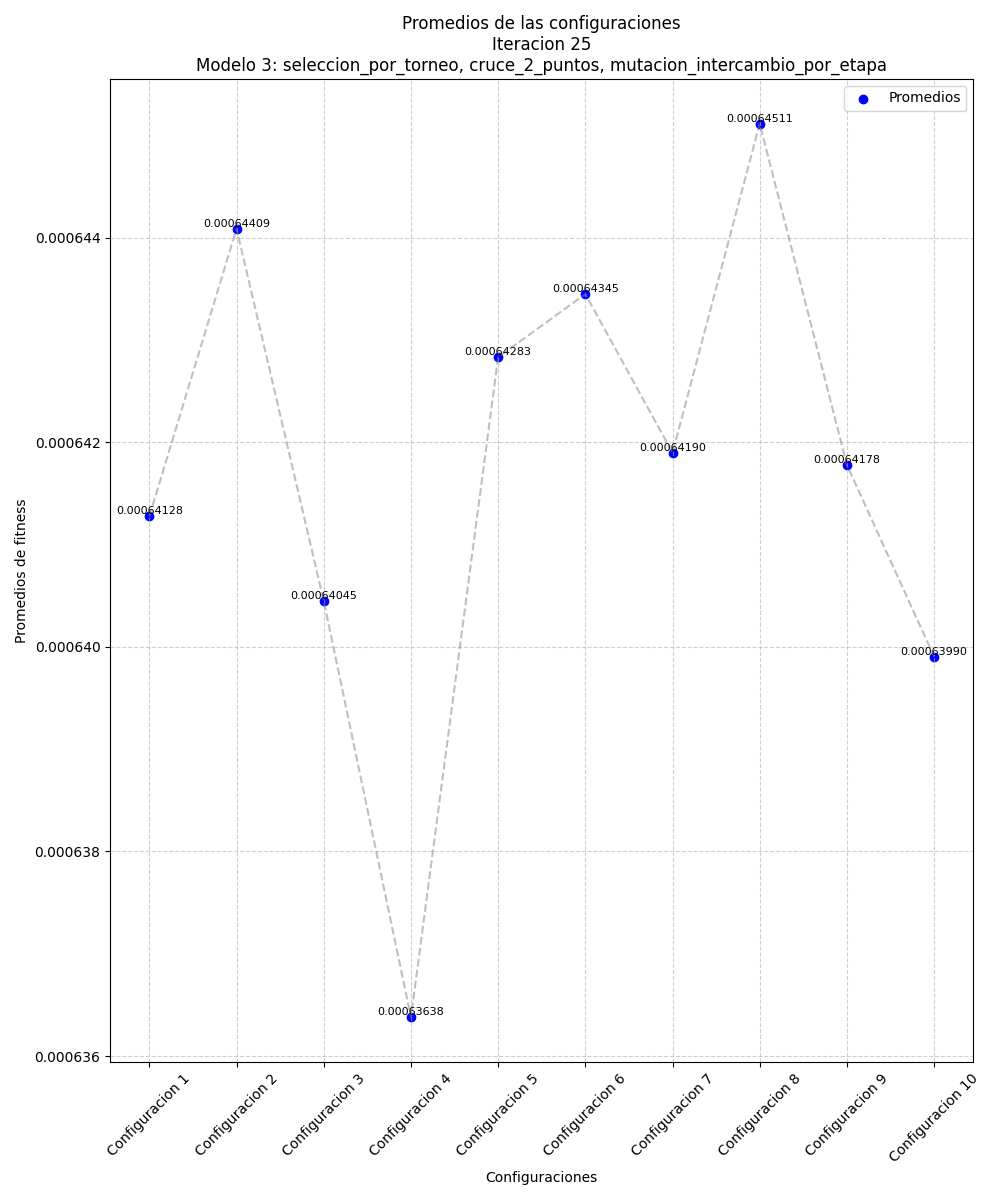 Promedios de las configuraciones
Iteracion 25
Modelo 3: seleccion_por_torneo, cruce_2_puntos, mutacion_intercambio_por_etapa
Promedios
0.00064511
0.00064409
0.000644
0.00064345
0.00064283
0.000642
0.00064190
0.00064178
0.00064128
0.00064045
0.000640
0.00063990
0.000638
0.00063638
0.000636
Promedios de fitness
Configuracion 1
Configuracion 2
Configuracion 3
Configuracion 4
Configuracion 5
Configuracion 6
Configuracion 7
Configuracion 8
Configuracion 9
Configuracion 10
Configuraciones